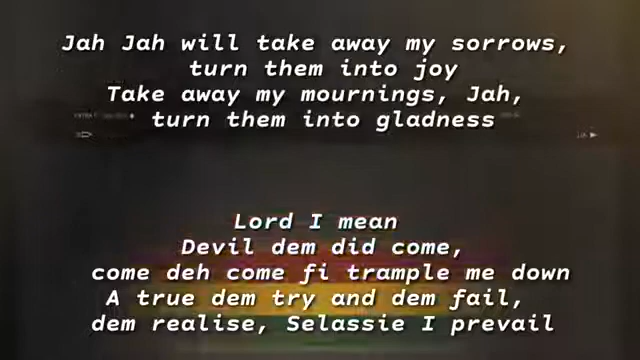 Jah Jah will take away my sorrows,
turn them into joy
Take away my mournings, Jah,
turn them into gladness
Lord I mean
Devil dem did come,
come deh come fi trample me down
A true dem try and dem fail,
dem realise, Selassie I prevail